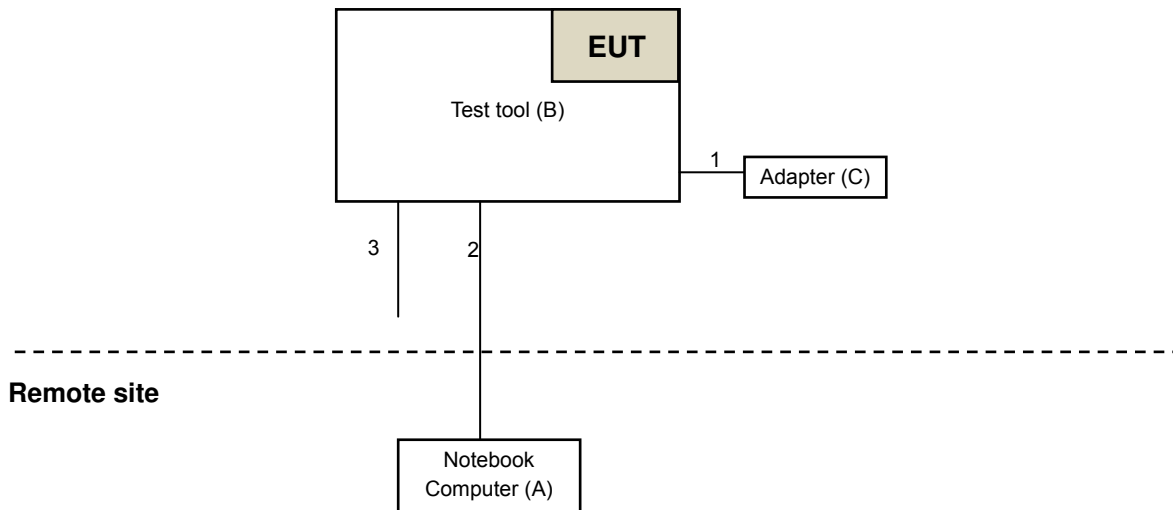 EUT
Test tool (B)
1
Adapter (C)
3
2
Remote site
Notebook
Computer (A)